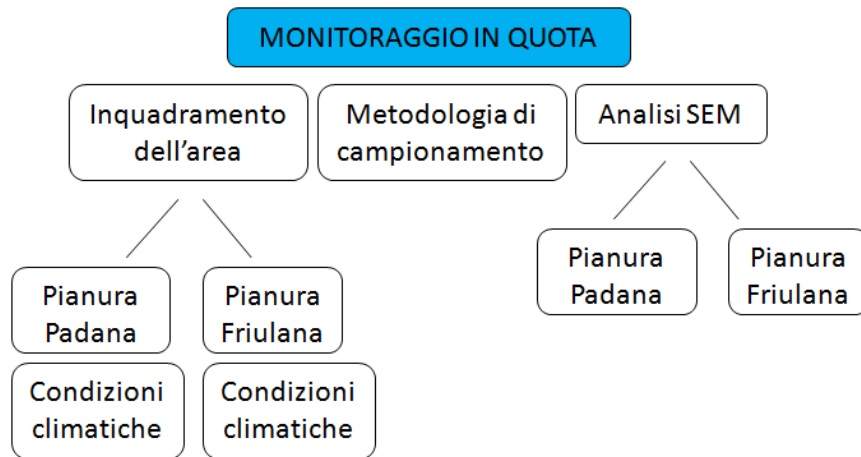 MONITORAGGIO IN QUOTA
Inquadramento
dell'area
Metodologia di
campionamento
Analisi SEM
Pianura
Padana
Pianura
Friulana
Condizioni
climatiche
Condizioni
climatiche
Pianura
Padana
Pianura
Friulana